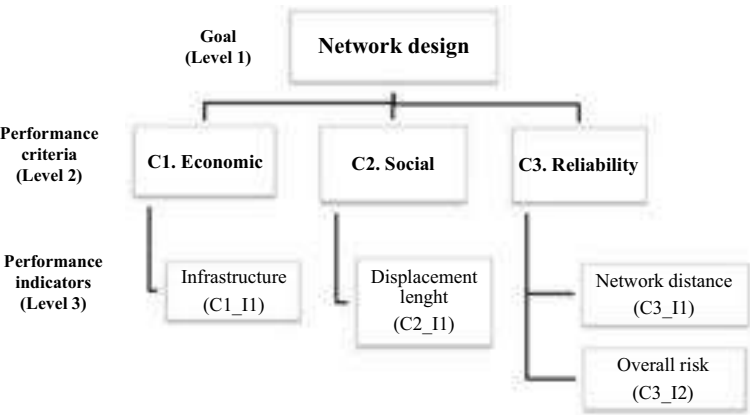 Goal
(Level 1)
Network design
Performance
criteria
(Level 2)
C1. Economic
C2. Social
C3. Reliability
Performance
indicators
(Level 3)
Infrastructure
(C1_I1)
Displacement
lenght
(C2_I1)
Network distance
(C3_I1)
Overall risk
(C3_I2)